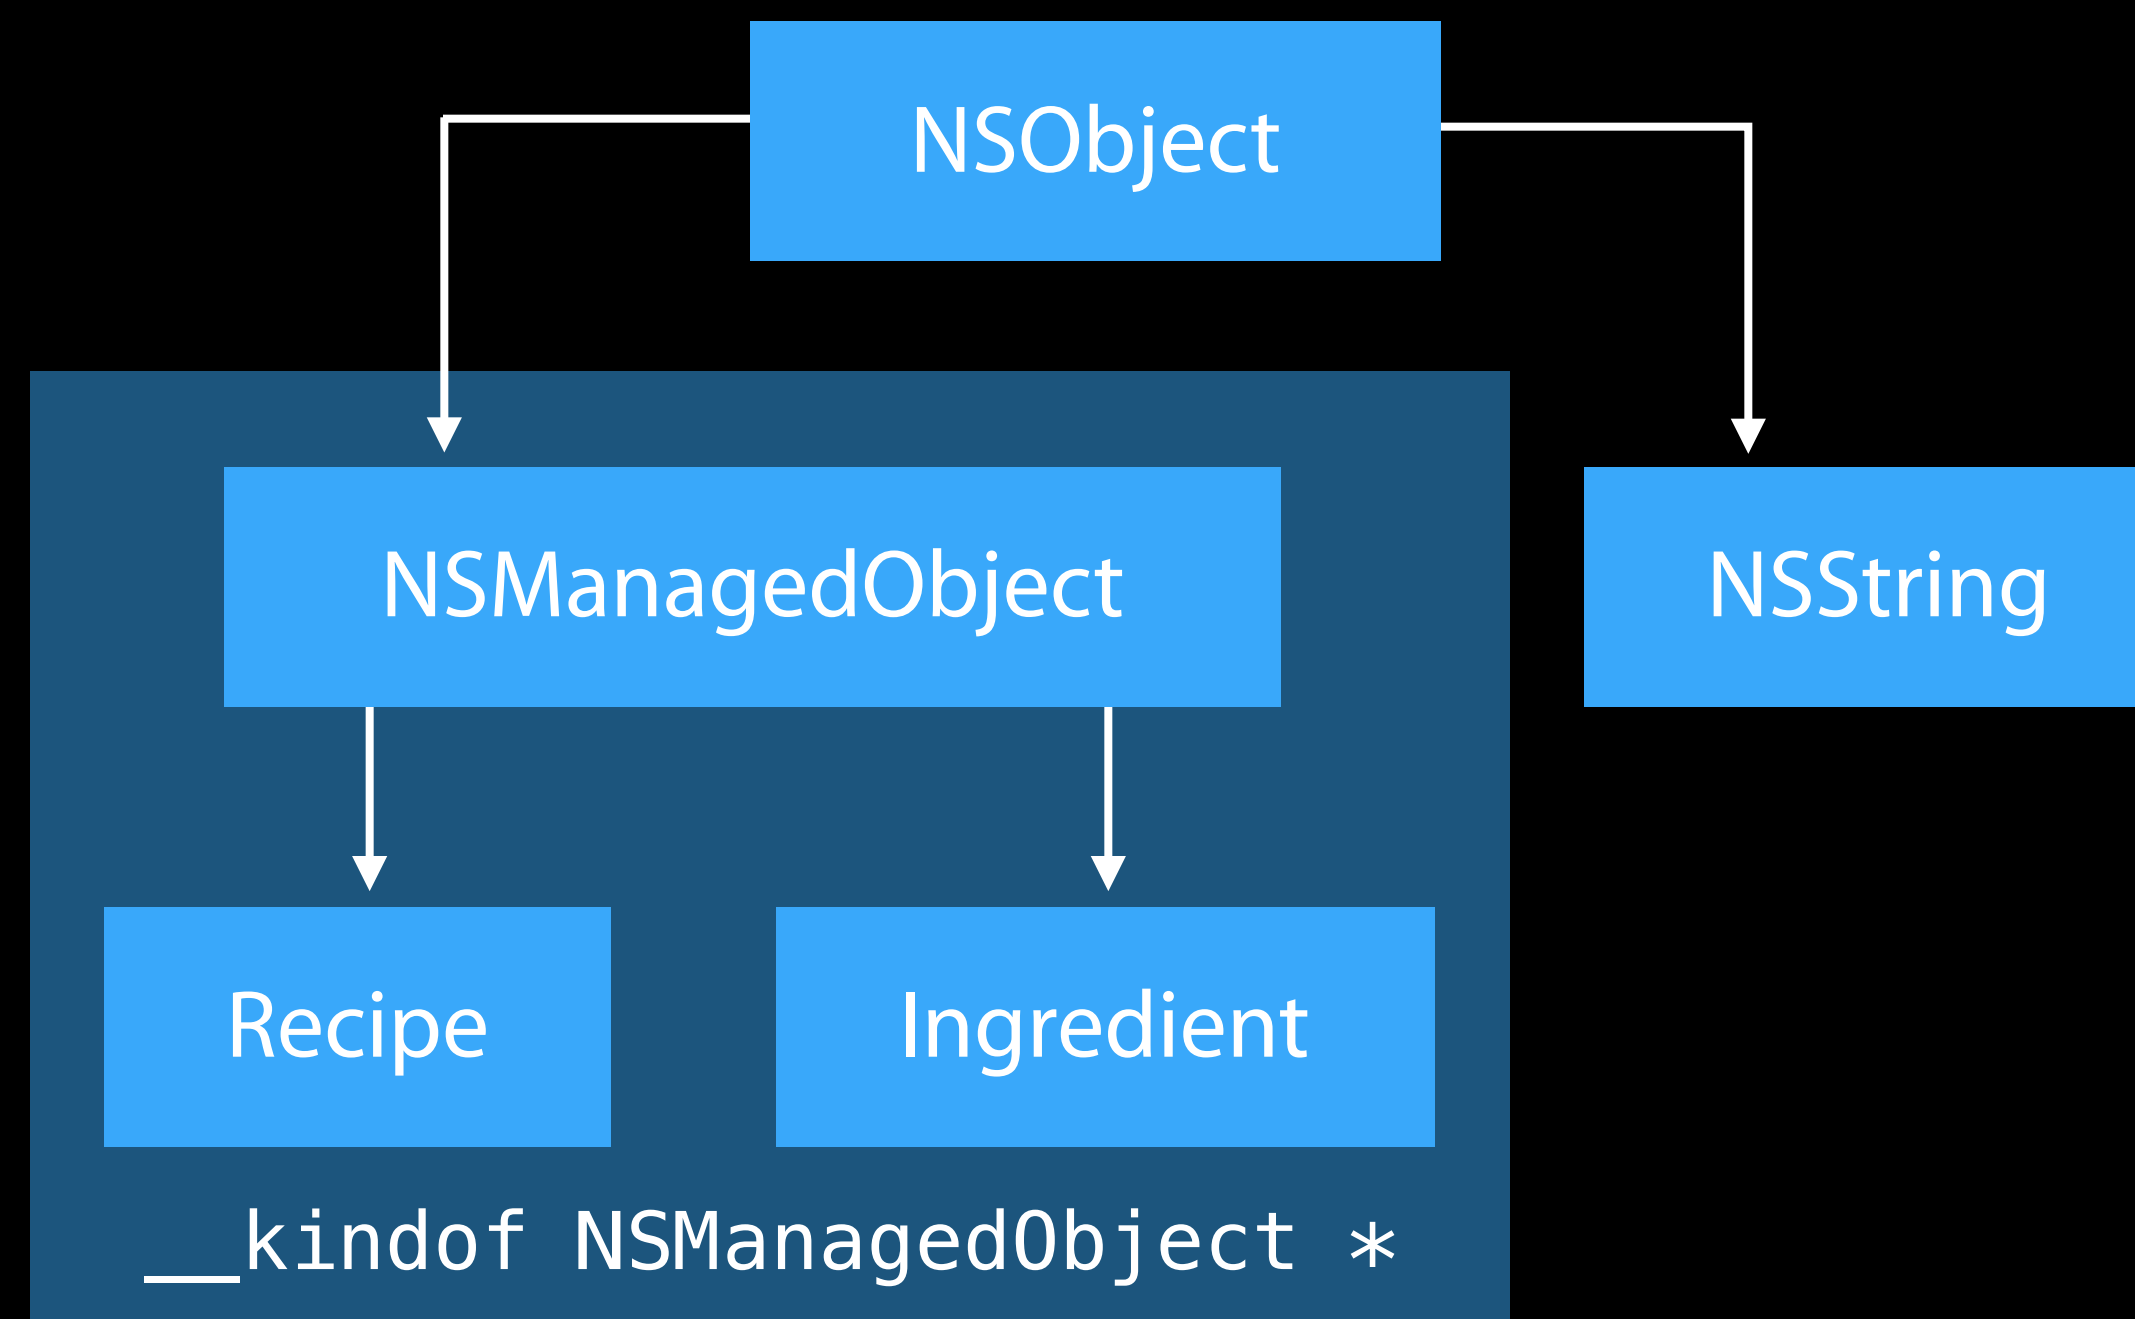 NSObject
NSManagedObject
NSString
Recipe
Ingredient
__kindof NSManagedObject *